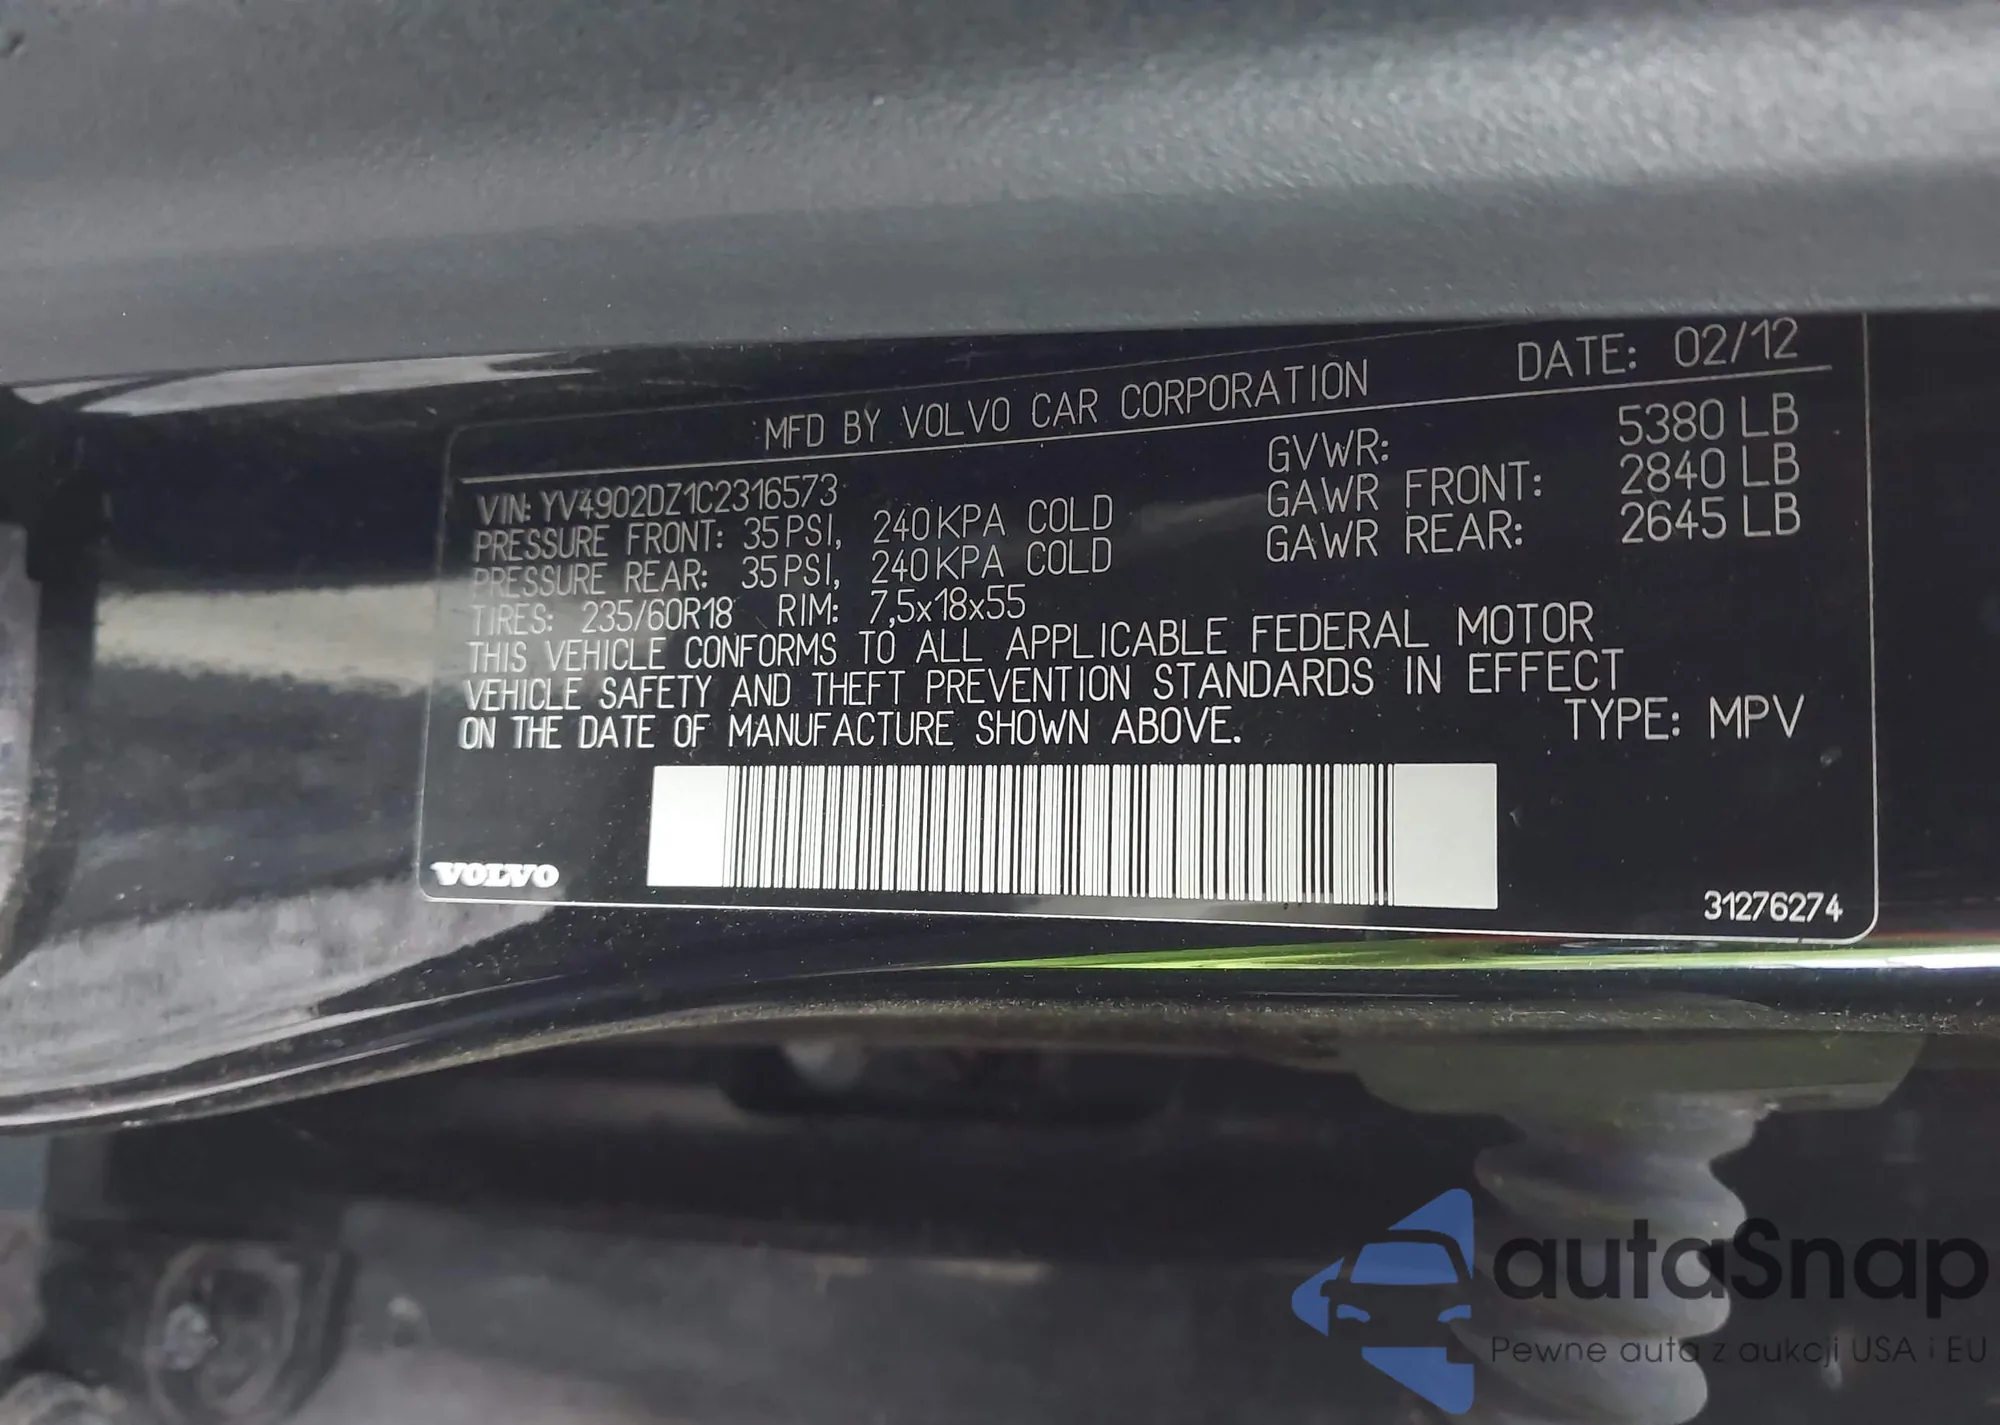 MFD BY VOLVO CAR CORPORATION DATE: 02/12
VIN: YV4902DZ1C2316573 GVWR: 5380 LB
PRESSURE FRONT: 35 PSI, 240 KPA COLD GAWR FRONT: 2840 LB
PRESSURE REAR: 35 PSI, 240 KPA COLD GAWR REAR: 2645 LB
TIRES: 235/60R18 RIM: 7,5x18x55
THIS VEHICLE CONFORMS TO ALL APPLICABLE FEDERAL MOTOR
VEHICLE SAFETY AND THEFT PREVENTION STANDARDS IN EFFECT
ON THE DATE OF MANUFACTURE SHOWN ABOVE. TYPE: MPV
VOLVO
31276274
autaSnap
Pewne auta z aukcji USA i EU